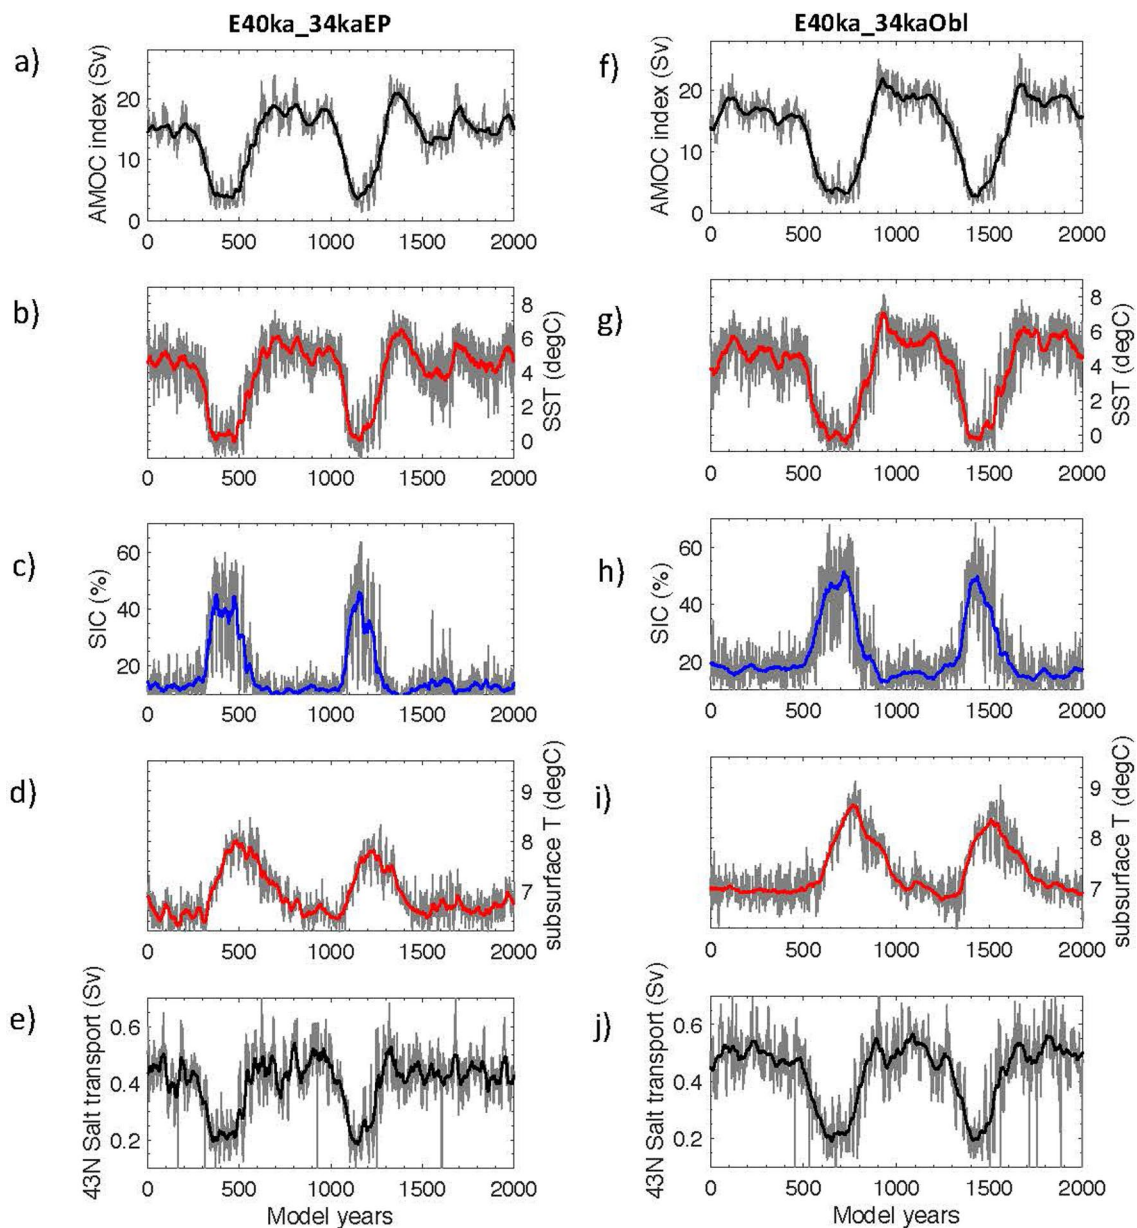 E40ka_34kaEP
E40ka_34kaObl
a)
AMOC index (Sv)
20
10
0
0 500 1000 1500 2000
f)
AMOC index (Sv)
20
10
0
0 500 1000 1500 2000
b)
8
6
4
2
0
SST (degC)
0 500 1000 1500 2000
g)
8
6
4
2
0
SST (degC)
0 500 1000 1500 2000
c)
SIC (%)
60
40
20
0 500 1000 1500 2000
h)
SIC (%)
60
40
20
0 500 1000 1500 2000
d)
9
8
7
subsurface T (degC)
0 500 1000 1500 2000
i)
9
8
7
subsurface T (degC)
0 500 1000 1500 2000
e)
43N Salt transport (Sv)
0.6
0.4
0.2
0 500 1000 1500 2000
Model years
j)
43N Salt transport (Sv)
0.6
0.4
0.2
0 500 1000 1500 2000
Model years